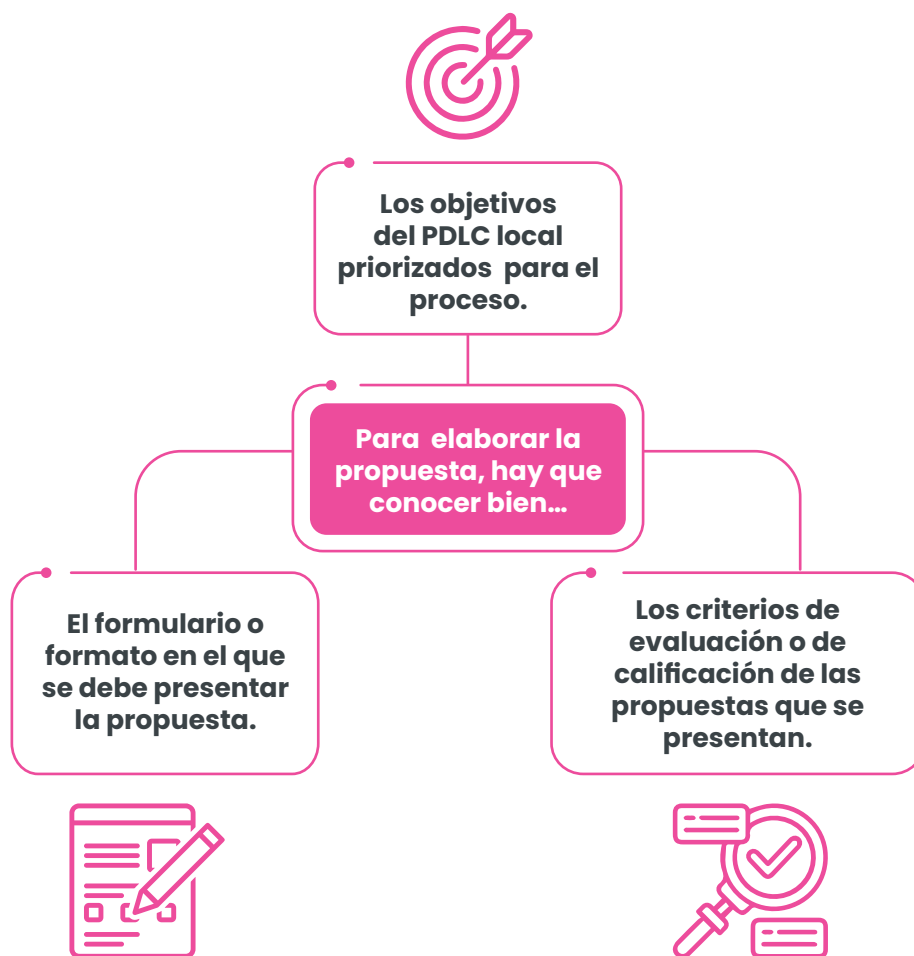 Los objetivos
del PDLC local
priorizados para el
proceso.
Para elaborar la
propuesta, hay que
conocer bien...
El formulario o
formato en el que
se debe presentar
la propuesta.
Los criterios de
evaluación o de
calificación de las
propuestas que se
presentan.